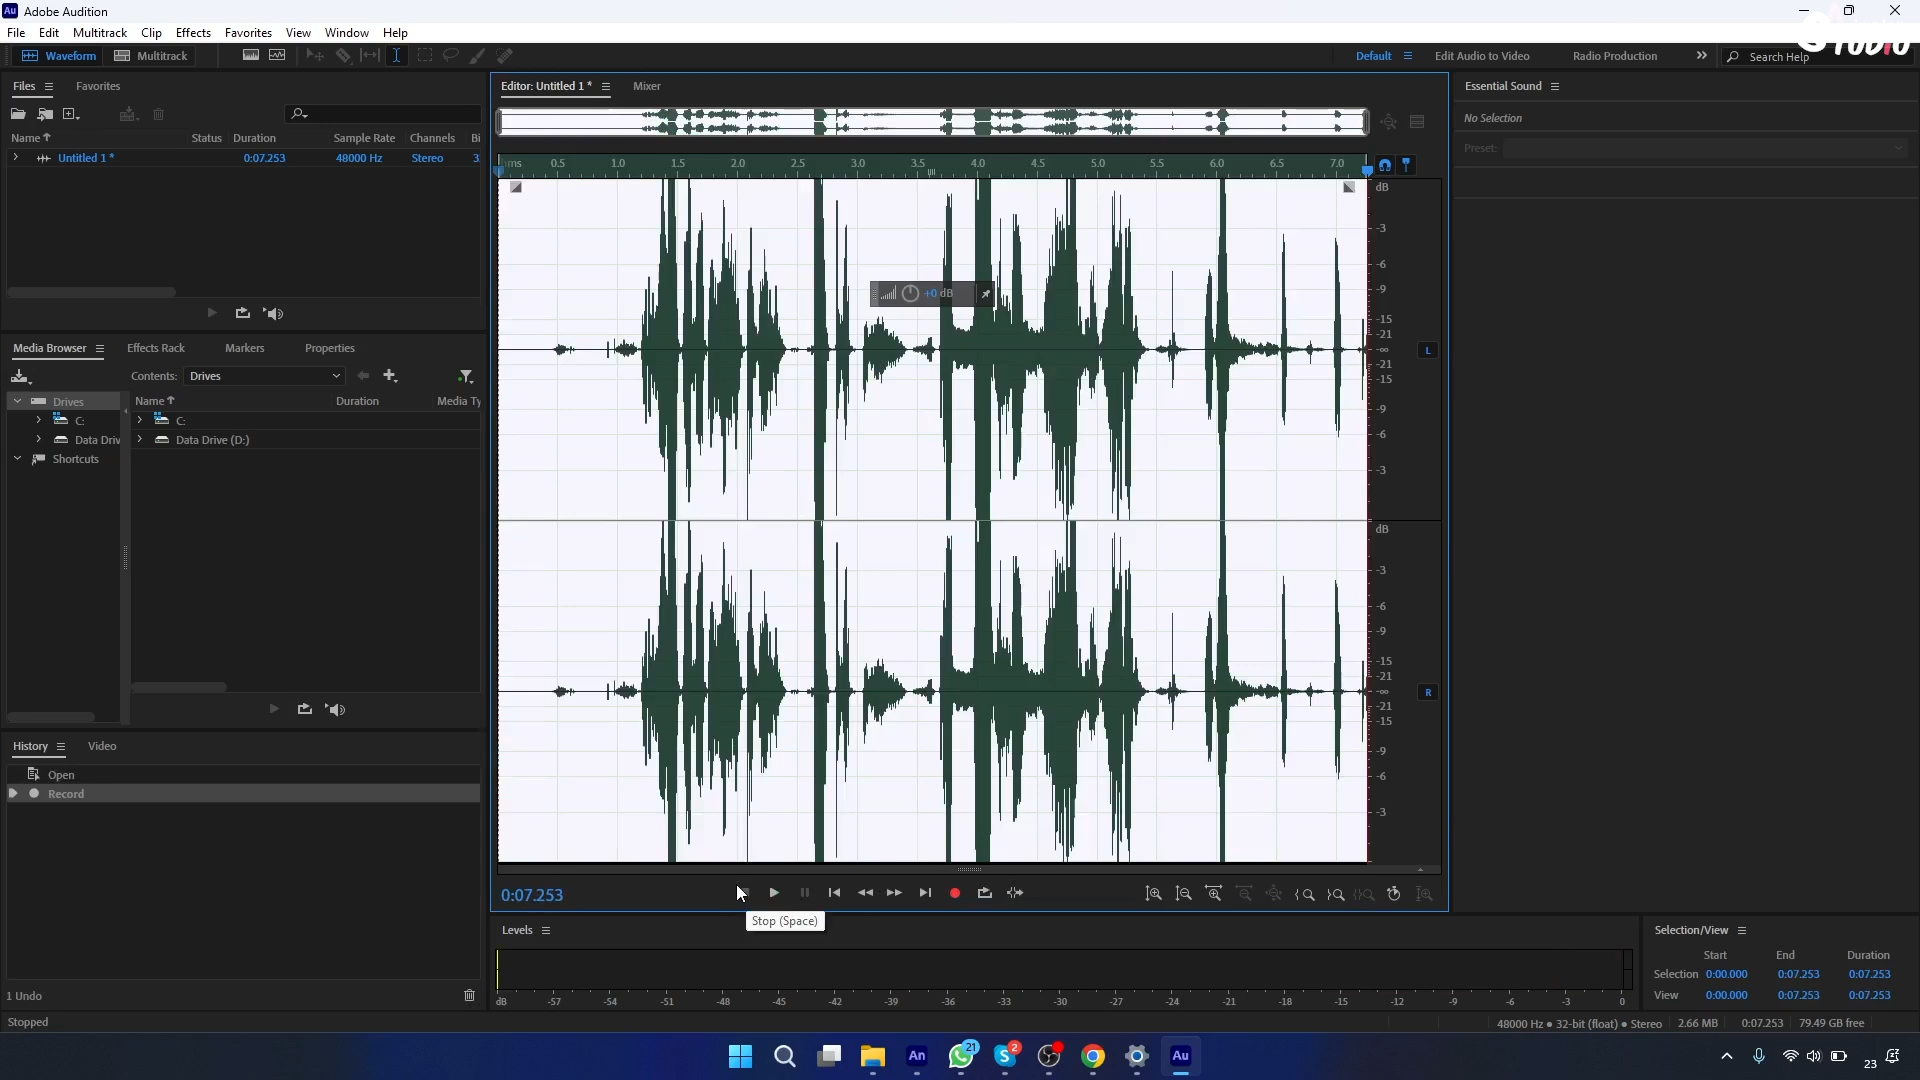 Adobe Audition
File Edit Multitrack Clip Effects Favorites View Window Help
Waveform Multitrack Default Edit Audio to Video Radio Production Search Help
Files Favorites
Name Status Duration Sample Rate Channels Bi
Untitled 1 * 0:07.253 48000 Hz Stereo 3
Media Browser Effects Rack Markers Properties
Contents: Drives
Drives
C:
Data Driv
Shortcuts
Name Duration Media Ty
C:
Data Drive (D:)
History Video
Open
Record
1 Undo
Stopped
Editor: Untitled 1 * Mixer
hms 0.5 1.0 1.5 2.0 2.5 3.0 3.5 4.0 4.5 5.0 5.5 6.0 6.5 7.0
+0 dB
dB
-3
-6
-9
-15
-21
-∞
-21
-15
-9
-6
-3
L
dB
-3
-6
-9
-15
-21
-∞
-21
-15
-9
-6
-3
R
0:07.253
Stop (Space)
Levels
dB -57 -54 -51 -48 -45 -42 -39 -36 -33 -30 -27 -24 -21 -18 -15 -12 -9 -6 -3 0
Essential Sound
No Selection
Preset:
Selection/View
Start End Duration
Selection 0:00.000 0:07.253 0:07.253
View 0:00.000 0:07.253 0:07.253
48000 Hz • 32-bit (float) • Stereo 2.66 MB 0:07.253 79.49 GB free
An 21 2 Au
23